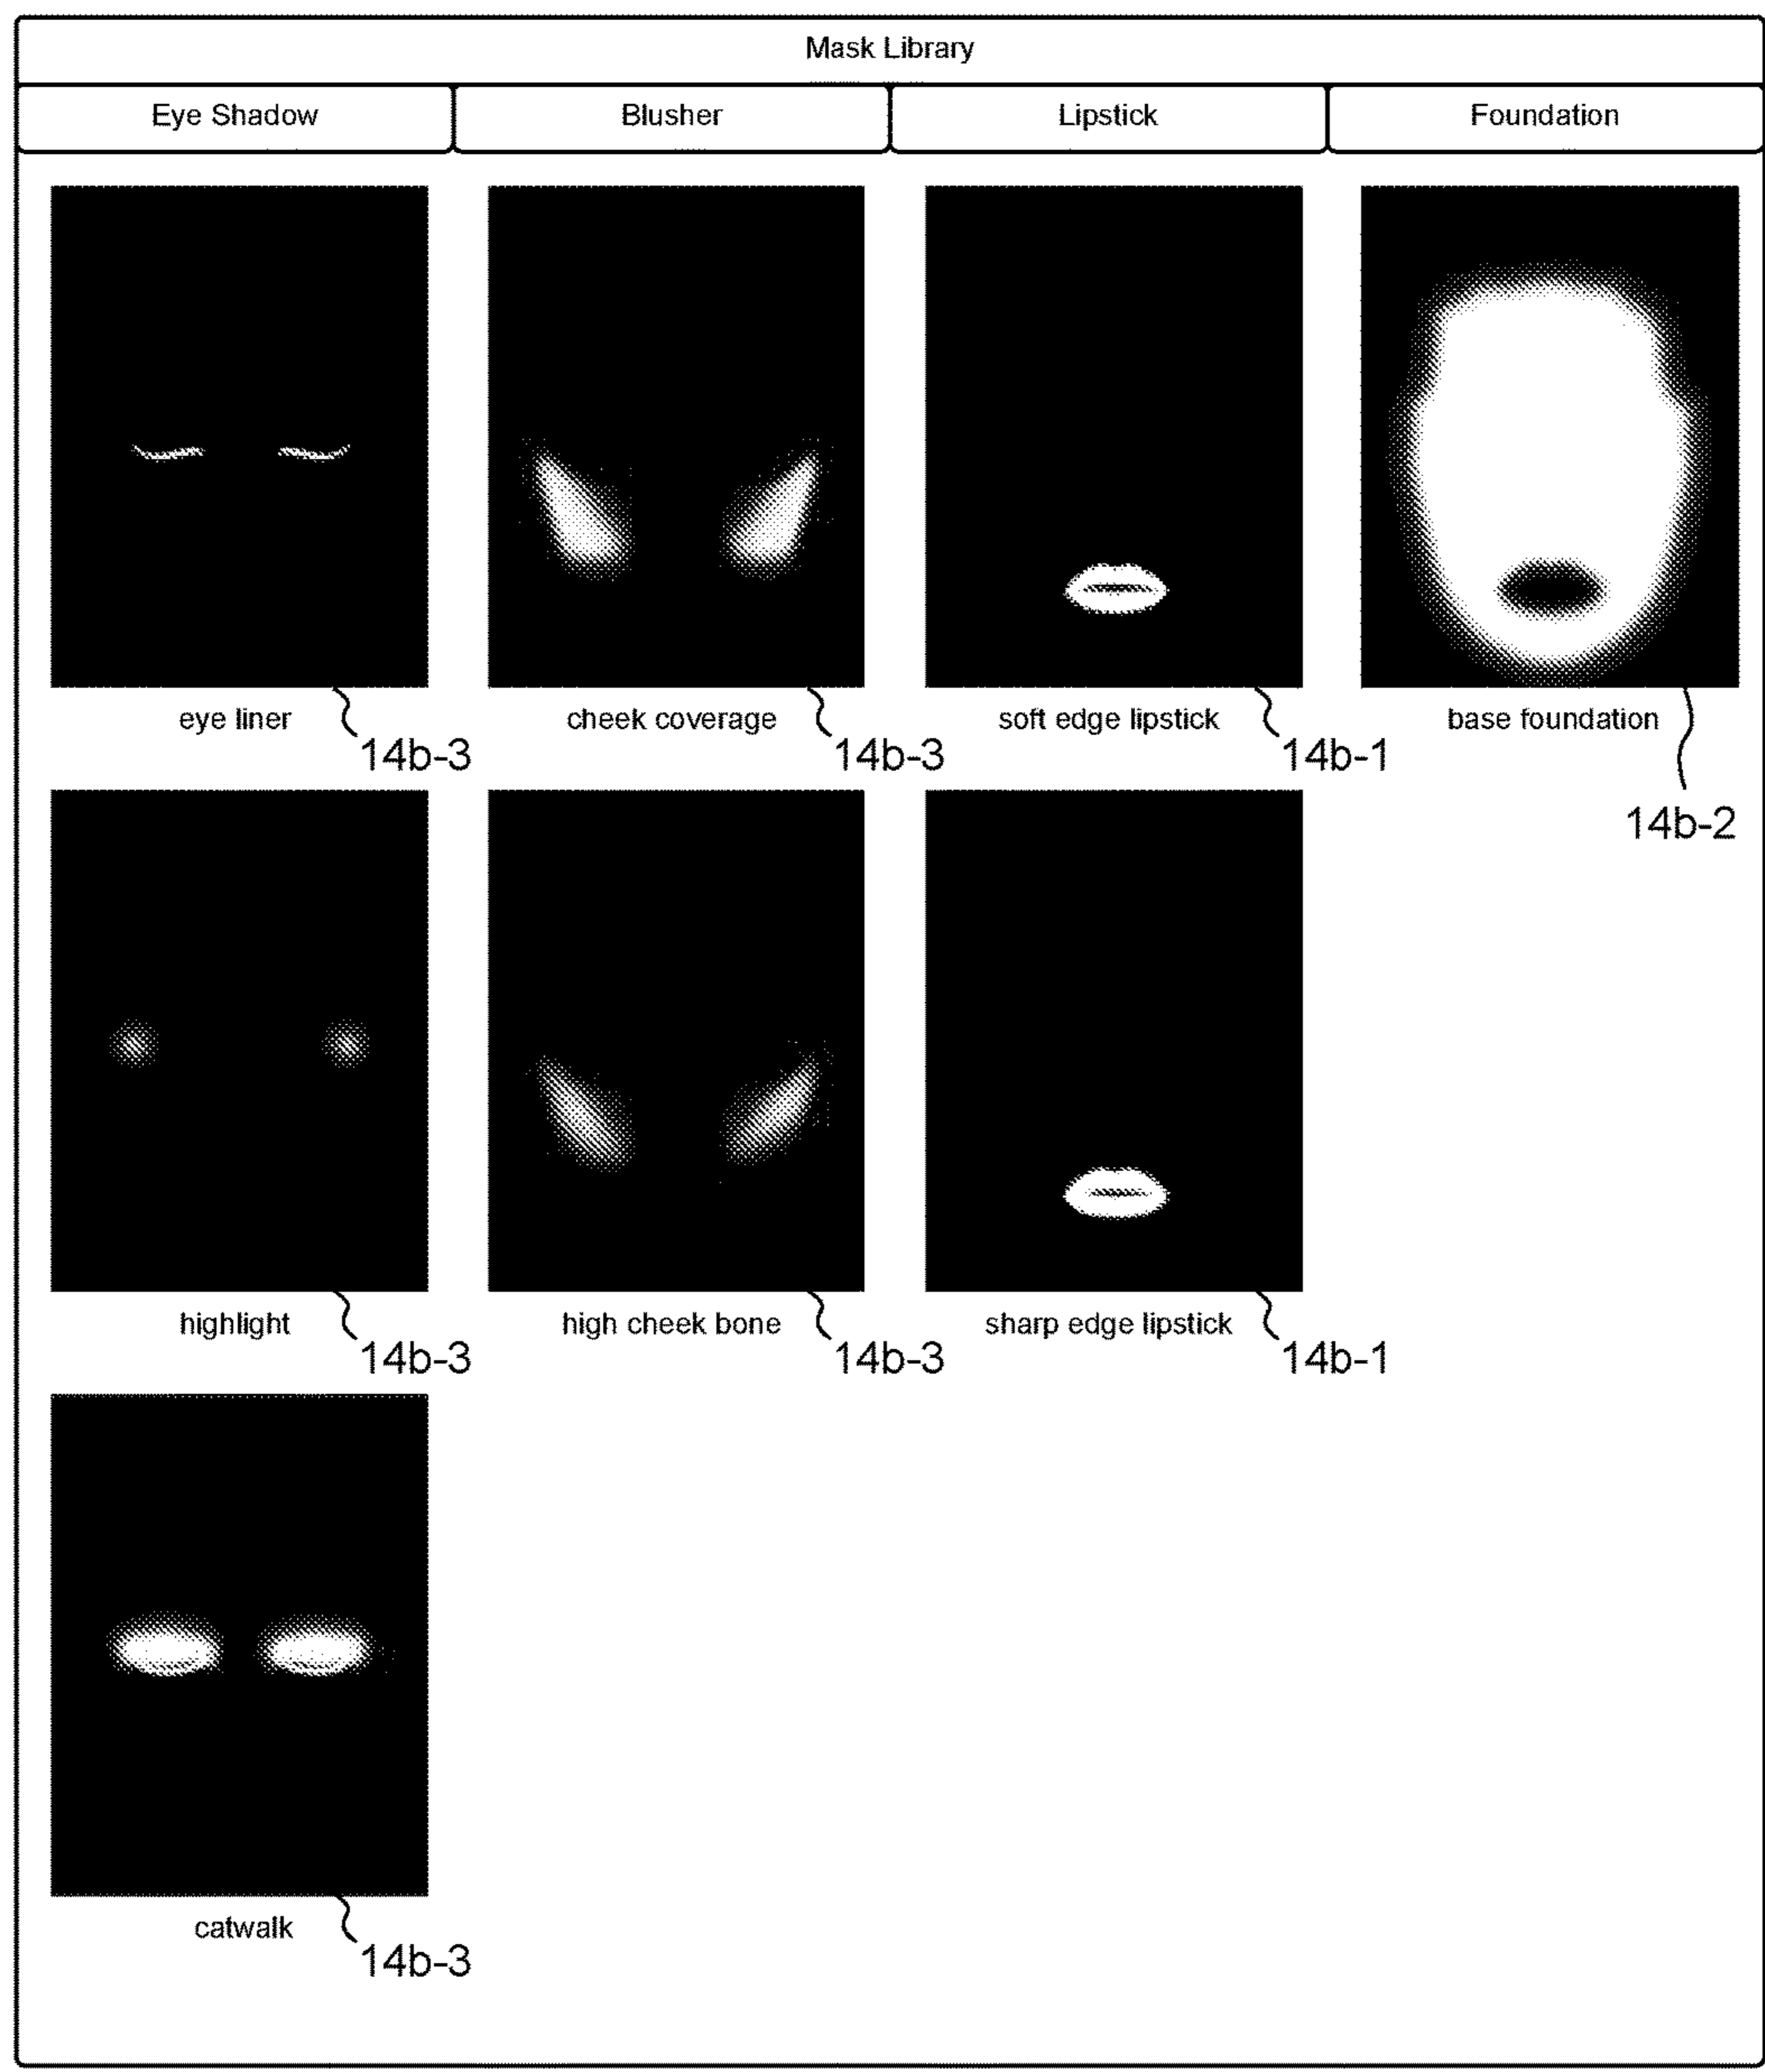 Mask Library
Eye Shadow Blusher Lipstick Foundation
eye liner cheek coverage soft edge lipstick base foundation
14b-3 14b-3 14b-1
14b-2
highlight high cheek bone sharp edge lipstick
14b-3 14b-3 14b-1
catwalk
14b-3